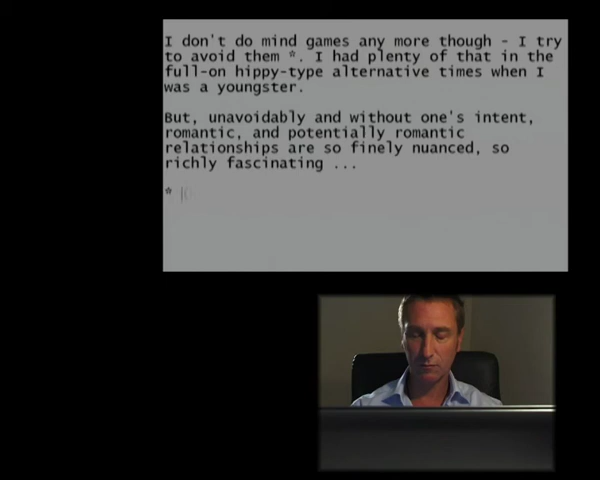 I don't do mind games any more though - I try
to avoid them *. I had plenty of that in the
full-on hippy-type alternative times when I
was a youngster.
But, unavoidably and without one's intent,
romantic, and potentially romantic
relationships are so finely nuanced, so
richly fascinating ...
*